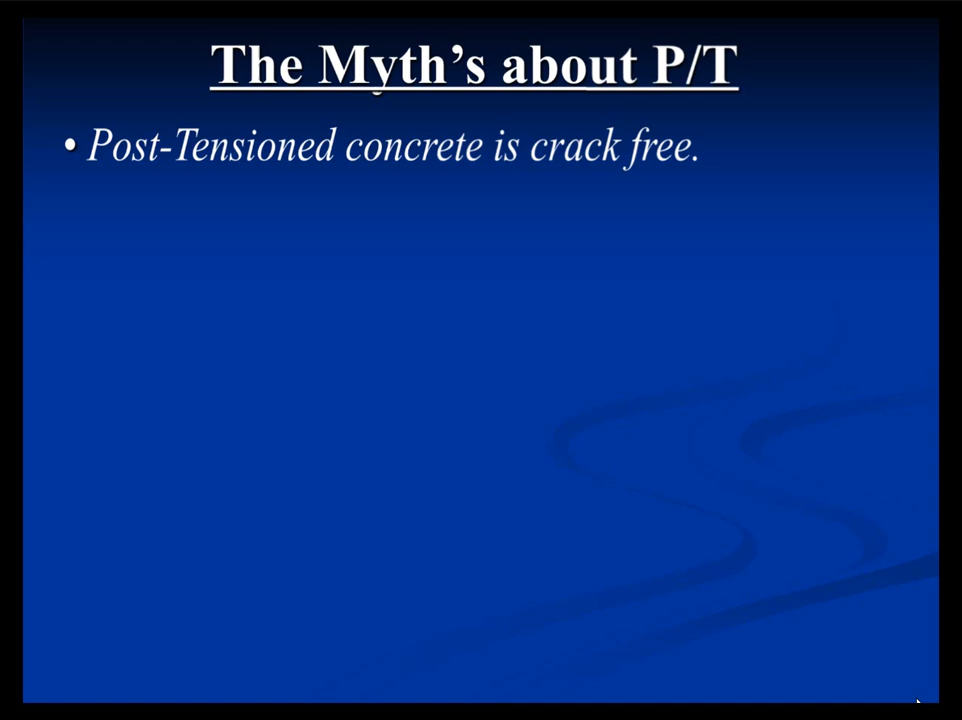 The Myth’s about P/T
• Post-Tensioned concrete is crack free.